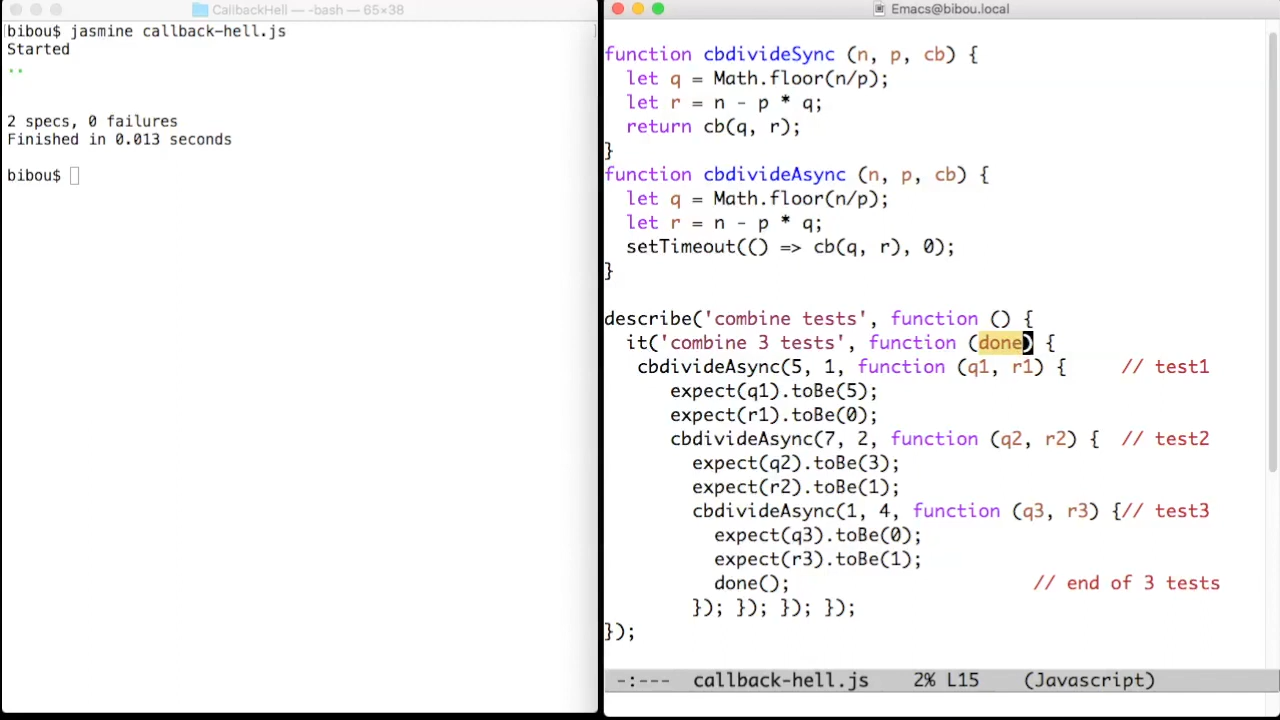 CallbackHell — -bash — 65×38
bibou$ jasmine callback-hell.js
Started
..
2 specs, 0 failures
Finished in 0.013 seconds
bibou$
Emacs@bibou.local
function cbdivideSync (n, p, cb) {
  let q = Math.floor(n/p);
  let r = n - p * q;
  return cb(q, r);
}
function cbdivideAsync (n, p, cb) {
  let q = Math.floor(n/p);
  let r = n - p * q;
  setTimeout(() => cb(q, r), 0);
}
describe('combine tests', function () {
  it('combine 3 tests', function (done) {
   cbdivideAsync(5, 1, function (q1, r1) {     // test1
      expect(q1).toBe(5);
      expect(r1).toBe(0);
      cbdivideAsync(7, 2, function (q2, r2) {  // test2
        expect(q2).toBe(3);
        expect(r2).toBe(1);
        cbdivideAsync(1, 4, function (q3, r3) {// test3
          expect(q3).toBe(0);
          expect(r3).toBe(1);
          done();                      // end of 3 tests
        }); }); }); });
});
-:---  callback-hell.js    2% L15    (Javascript)